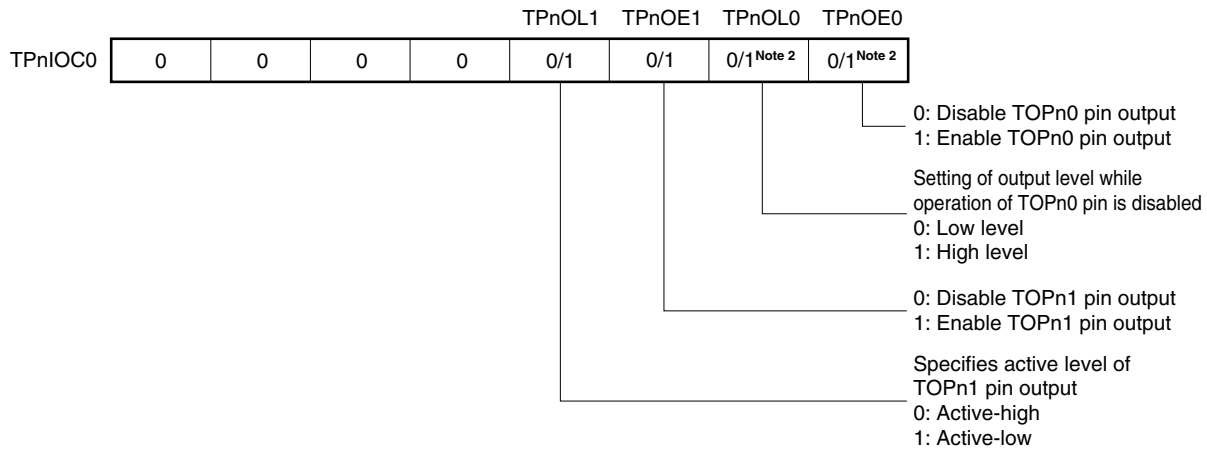 TPnOL1 TPnOE1 TPnOL0 TPnOE0
TPnIOC0 0 0 0 0 0/1 0/1 0/1Note 2 0/1Note 2
0: Disable TOPn0 pin output
1: Enable TOPn0 pin output
Setting of output level while
operation of TOPn0 pin is disabled
0: Low level
1: High level
0: Disable TOPn1 pin output
1: Enable TOPn1 pin output
Specifies active level of
TOPn1 pin output
0: Active-high
1: Active-low